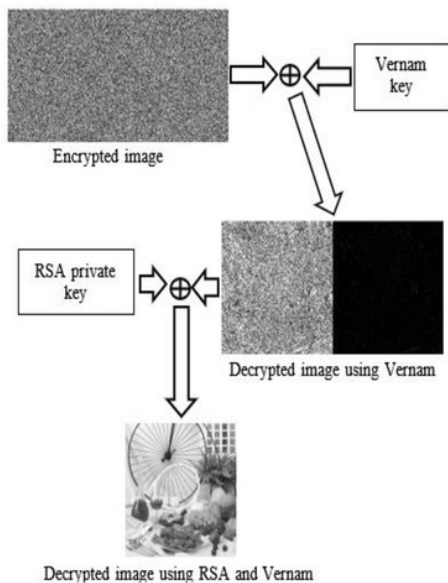 Vernam
key
Encrypted image
RSA private
key
Decrypted image using Vernam
Decrypted image using RSA and Vernam